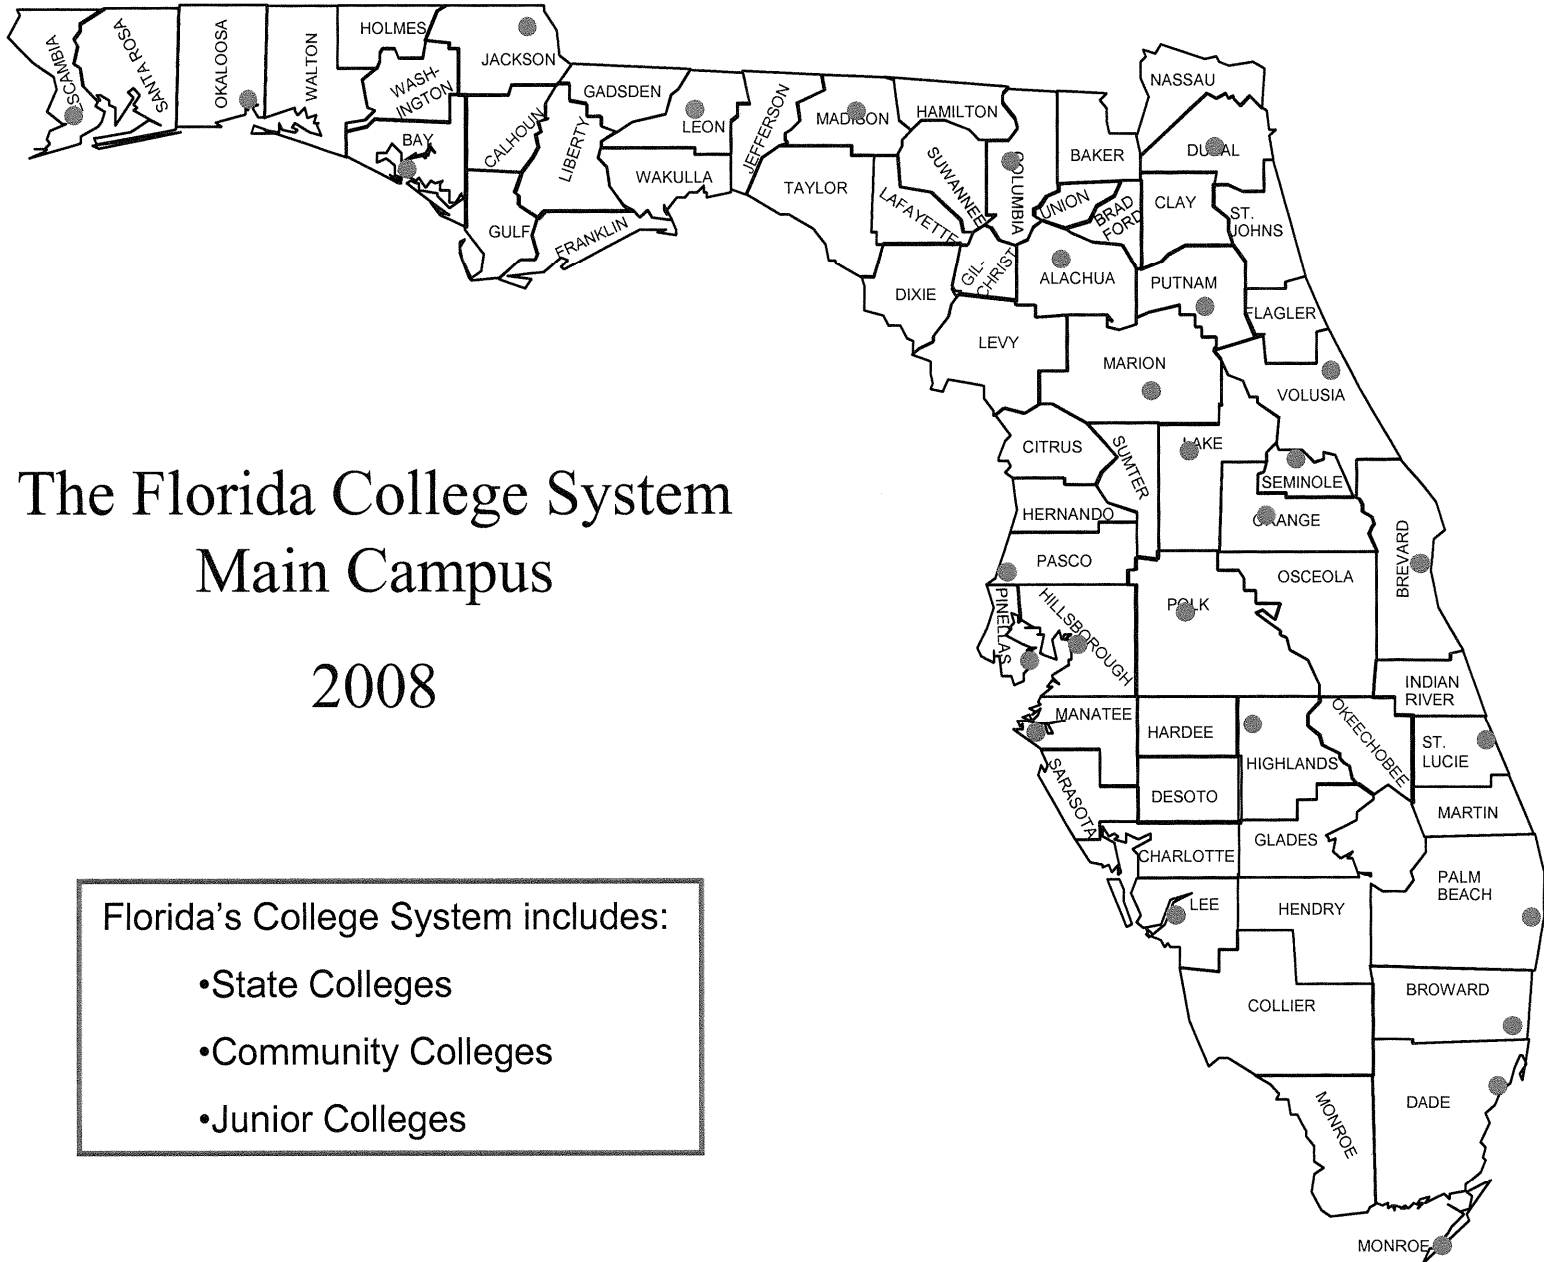 HOLMES
JACKSON
ESCAMBIA
SANTA ROSA
OKALOOSA
WALTON
WASH-
INGTON
BAY
CALHOUN
GULF
LIBERTY
GADSDEN
LEON
WAKULLA
FRANKLIN
JEFFERSON
MADISON
TAYLOR
HAMILTON
SUWANNEE
LAFAYETTE
DIXIE
COLUMBIA
GIL-
CHRIST
BAKER
NASSAU
DUVAL
UNION
BRAD
FORD
CLAY
ST.
JOHNS
ALACHUA
PUTNAM
FLAGLER
LEVY
MARION
VOLUSIA
CITRUS
SUMTER
LAKE
SEMINOLE
ORANGE
HERNANDO
PASCO
OSCEOLA
BREVARD
PINELLAS
HILLSBOROUGH
POLK
INDIAN
RIVER
MANATEE
HARDEE
HIGHLANDS
OKEECHOBEE
ST.
LUCIE
SARASOTA
DESOTO
MARTIN
CHARLOTTE
GLADES
PALM
BEACH
LEE
HENDRY
COLLIER
BROWARD
MONROE
DADE
MONROE
The Florida College System
Main Campus
2008
Florida's College System includes:
•State Colleges
•Community Colleges
•Junior Colleges